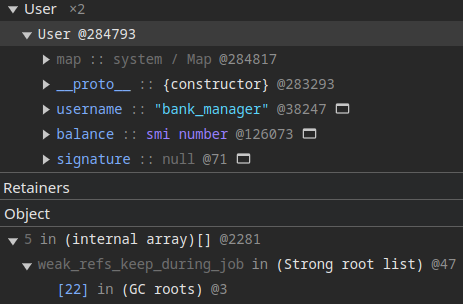 User ×2
User @284793
map :: system / Map @284817
__proto__ :: {constructor} @283293
username :: "bank_manager" @38247
balance :: smi number @126073
signature :: null @71
Retainers
Object
5 in (internal array)[] @2281
weak_refs_keep_during_job in (Strong root list) @47
[22] in (GC roots) @3